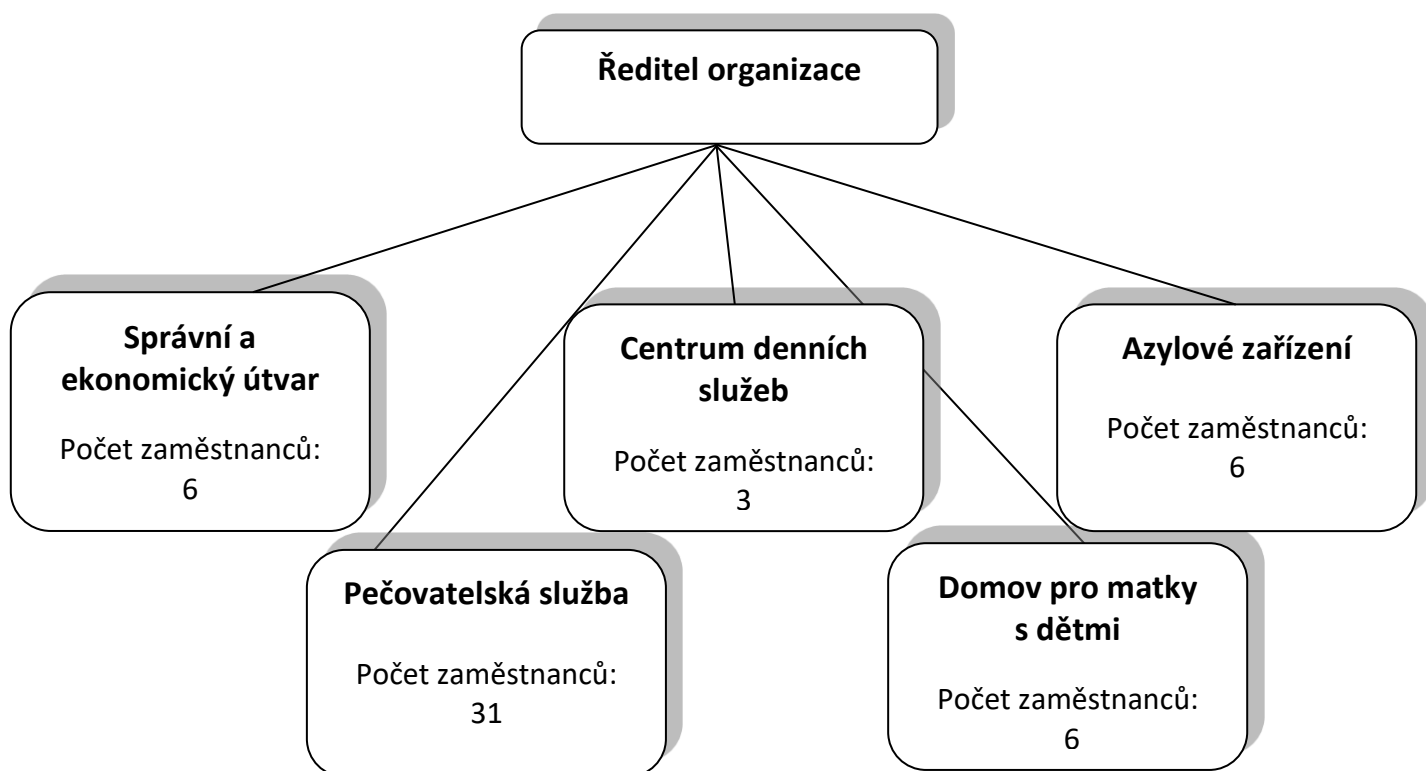 Ředitel organizace
Správní a
ekonomický útvar
Počet zaměstnanců:
6
Centrum denních
služeb
Počet zaměstnanců:
3
Azylové zařízení
Počet zaměstnanců:
6
Pečovatelská služba
Počet zaměstnanců:
31
Domov pro matky
s dětmi
Počet zaměstnanců:
6